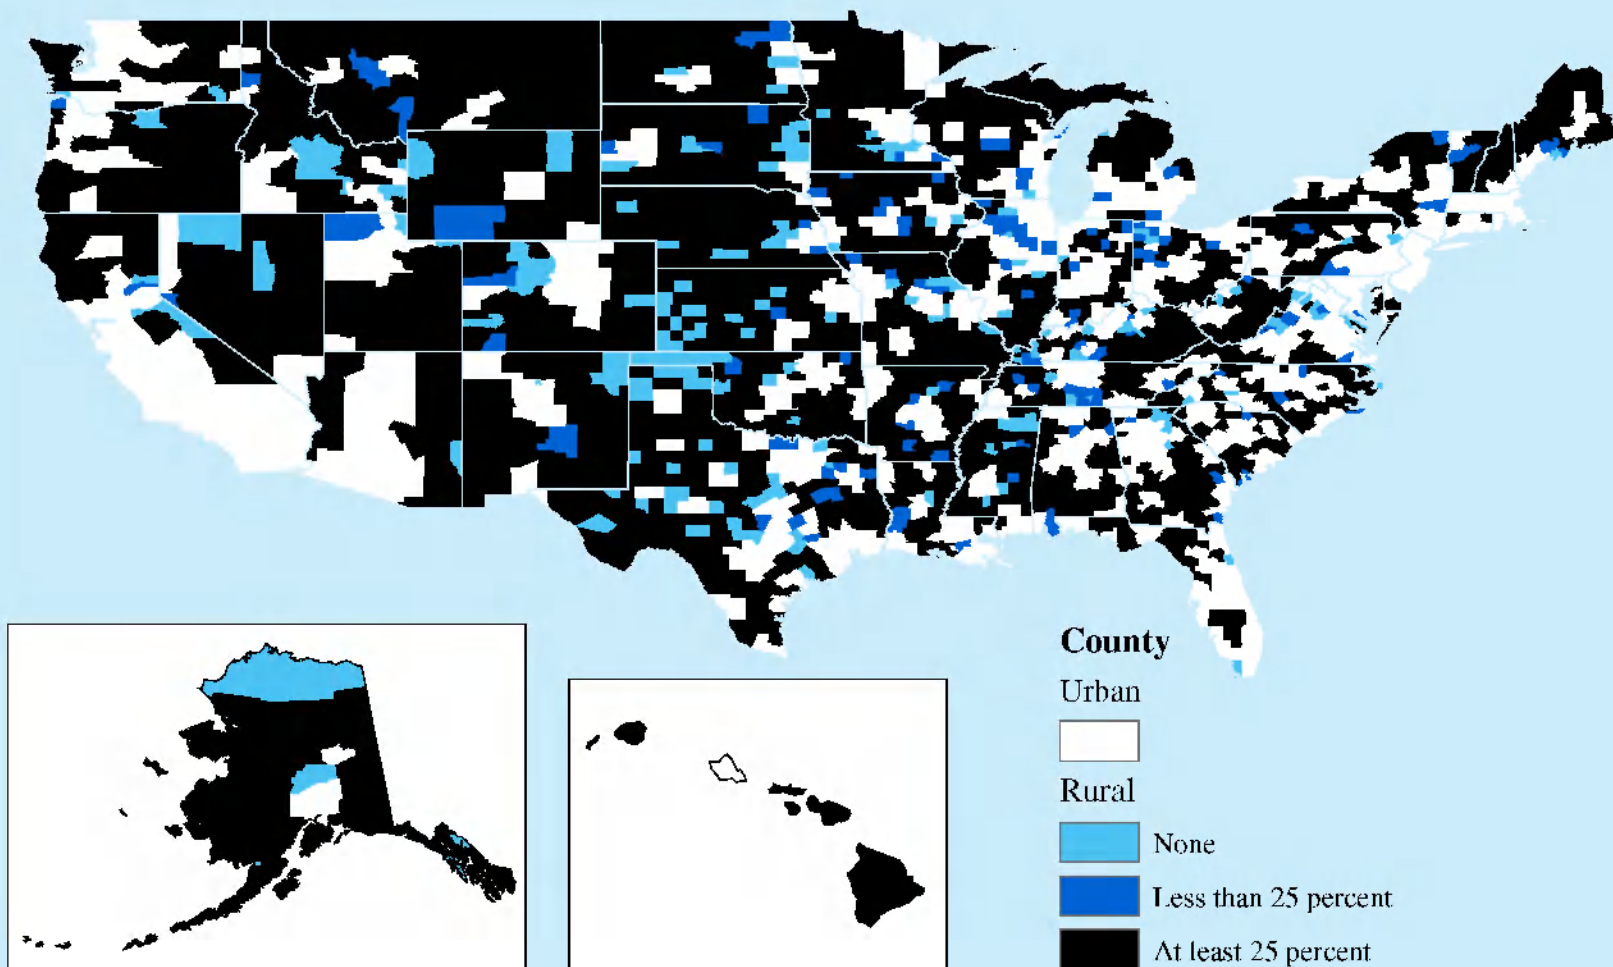 County
Urban
Rural
None
Less than 25 percent
At least 25 percent